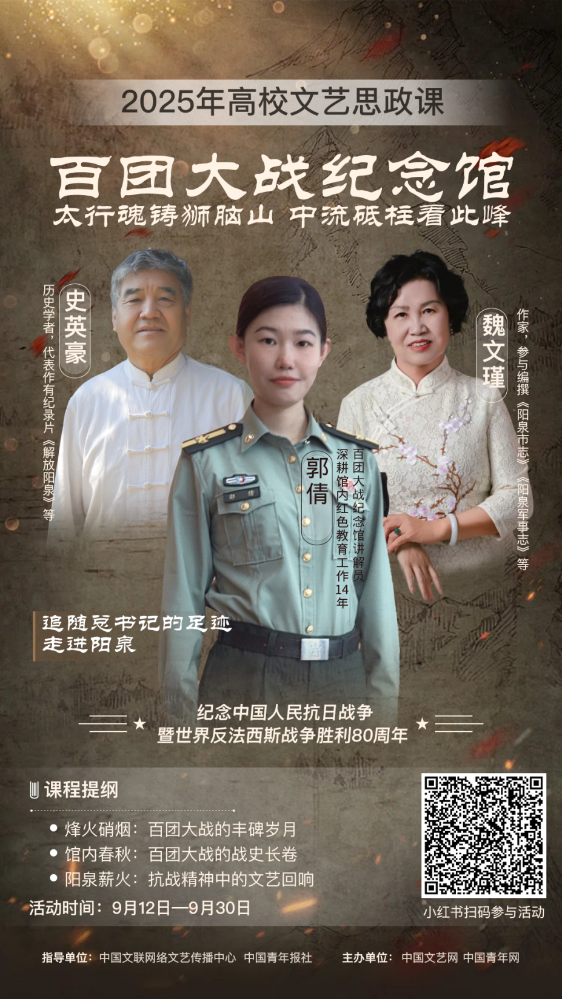 2025年高校文艺思政课
百团大战纪念馆
太行魂铸狮脑山 中流砥柱看此峰
史英豪
历史学者，代表作有纪录片《解放阳泉》等
魏文瑾
作家，参与编撰《阳泉市志》《阳泉军事志》等
郭倩
百团大战纪念馆讲解员
深耕馆内红色教育工作14年
郭 倩
追随总书记的足迹
走进阳泉
纪念中国人民抗日战争
暨世界反法西斯战争胜利80周年
课程提纲
烽火硝烟：百团大战的丰碑岁月
馆内春秋：百团大战的战史长卷
阳泉薪火：抗战精神中的文艺回响
活动时间：9月12日—9月30日
小红书扫码参与活动
指导单位：中国文联网络文艺传播中心 中国青年报社 主办单位：中国文艺网 中国青年网